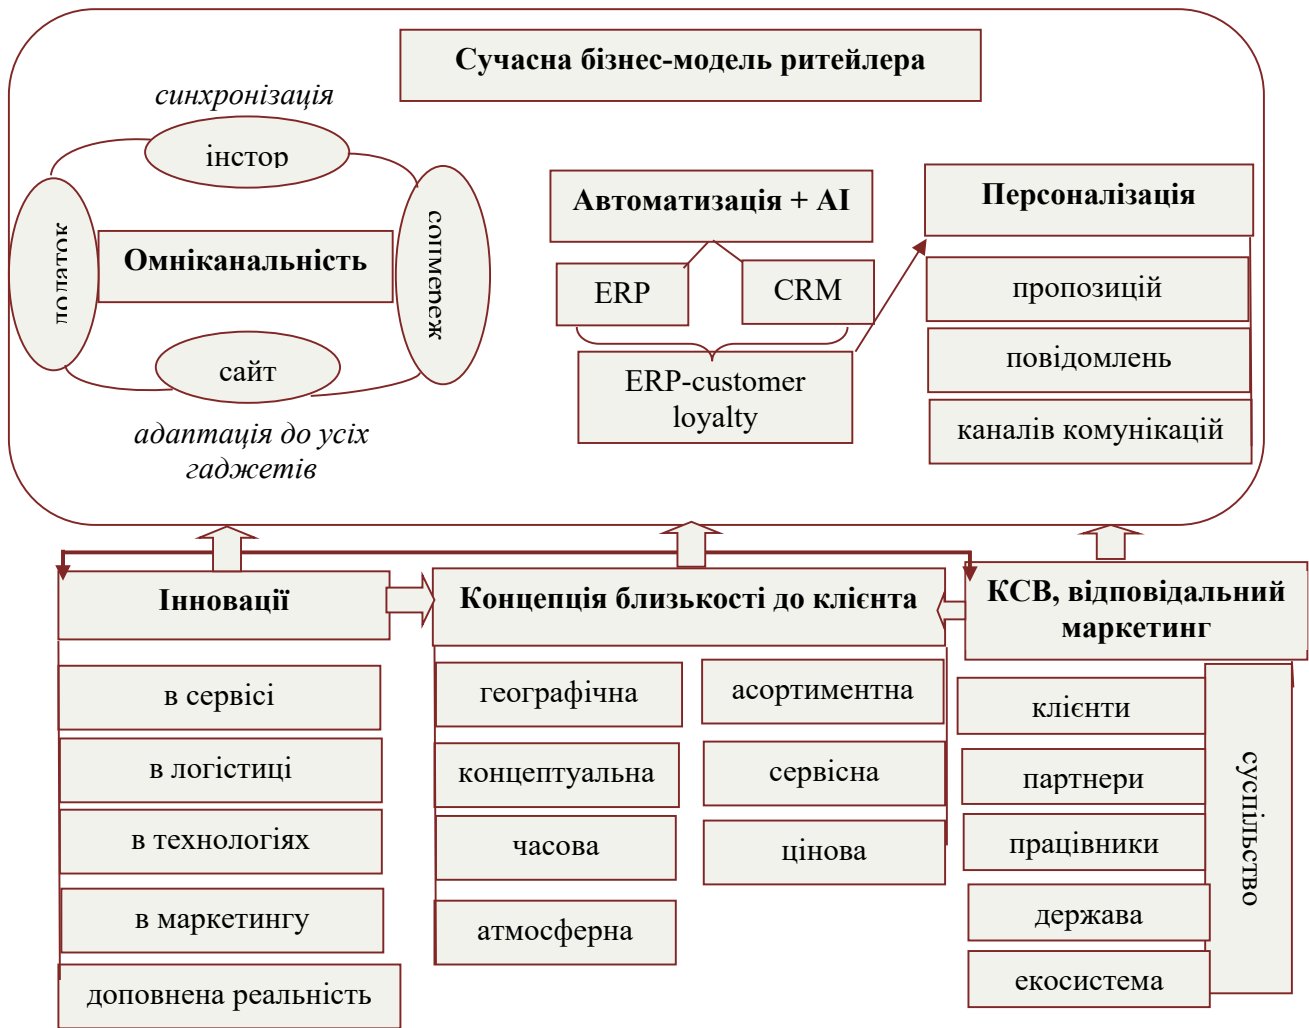 Сучасна бізнес-модель ритейлера
синхронізація
інстор
додаток
Омніканальність
соцмереж
сайт
адаптація до усіх
гаджетів
Автоматизація + AI
ERP
CRM
ERP-customer
loyalty
Персоналізація
пропозицій
повідомлень
каналів комунікацій
Інновації
в сервісі
в логістиці
в технологіях
в маркетингу
доповнена реальність
Концепція близькості до клієнта
географічна
асортиментна
концептуальна
сервісна
часова
цінова
атмосферна
КСВ, відповідальний
маркетинг
клієнти
партнери
працівники
держава
екосистема
суспільство